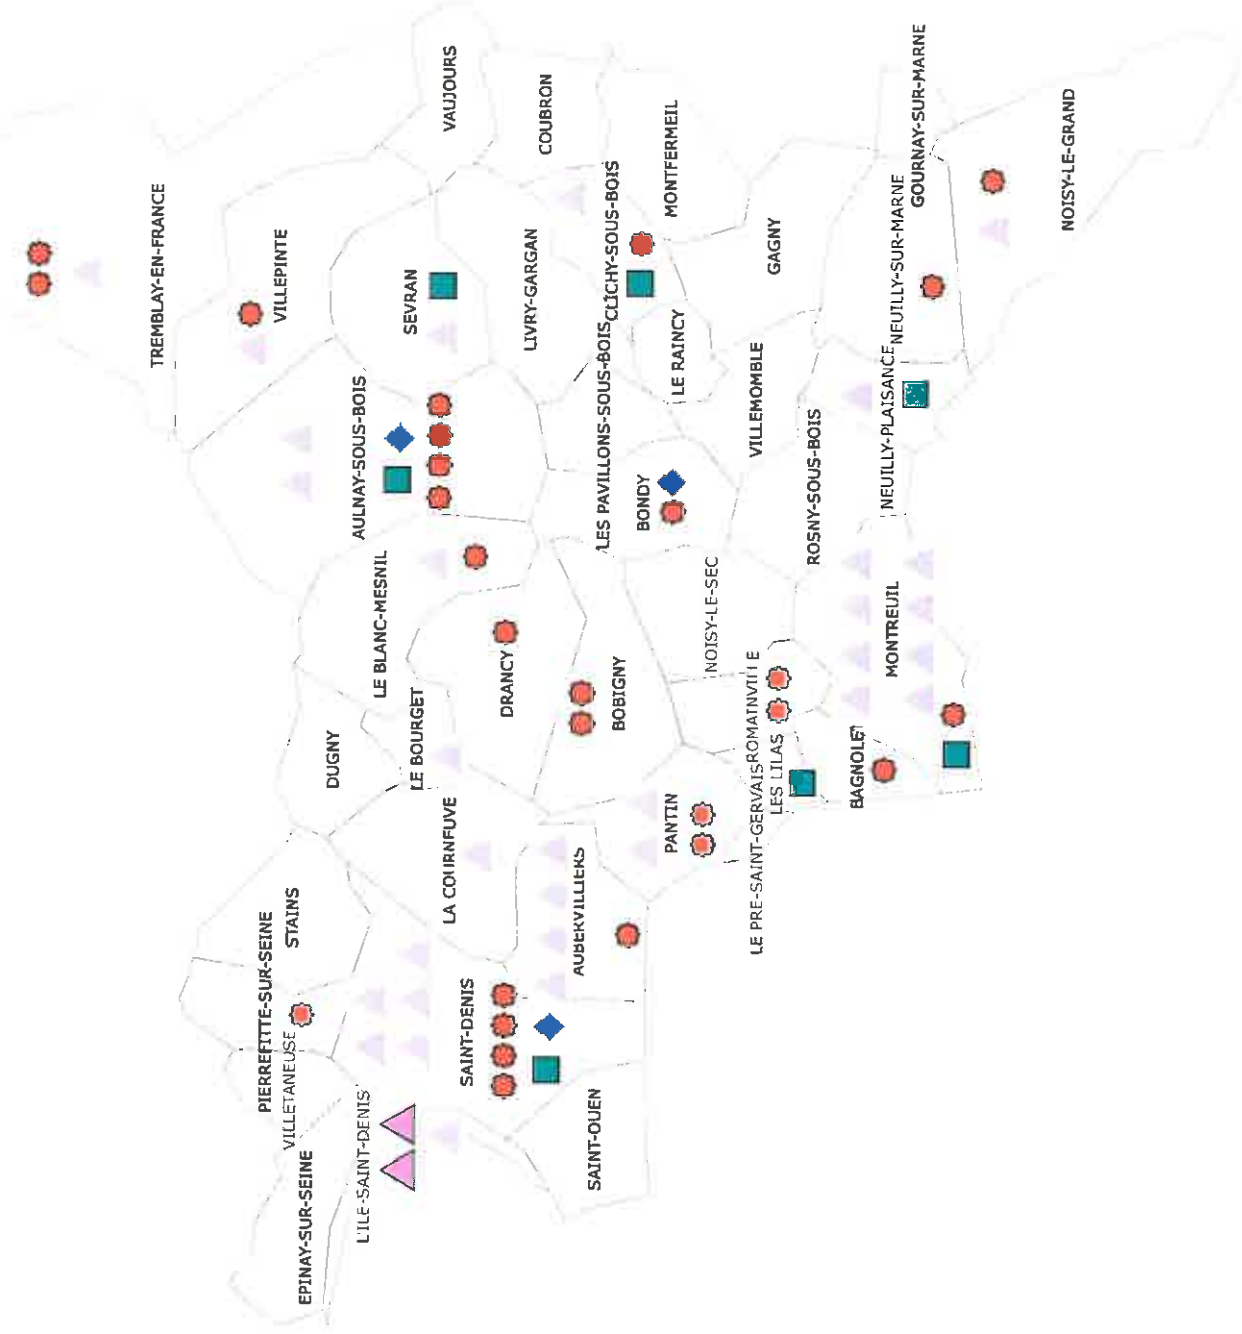 TREMBLAY-EN-FRANCE
PIERREFITTE-SUR-SEINE
VILLEPINTE
VILLETANEUSE
STAINS
EPINAY-SUR-SEINE
DUGNY
AULNAY-SOUS-BOIS
L'ILE-SAINT-DENIS
LE BLANC-MESNIL
SEVRAN
LE BOURGET
LA COURNEUVE
VAUJOURS
SAINT-DENIS
DRANCY
LIVRY-GARGAN
COUBRON
AUBERVILLIERS
SAINT-OUEN
LES PAVILLONS-SOUS-BOIS
CLICHY-SOUS-BOIS
BOBIGNY
BONDY
PANTIN
MONTFERMEIL
LE RAINCY
NOISY-LE-SEC
LE PRE-SAINT-GERVAIS
ROMAINVILLE
VILLEMOMBLE
GAGNY
LES LILAS
ROSNY-SOUS-BOIS
BAGNOLET
NEUILLY-PLAISANCE
MONTREUIL
NEUILLY-SUR-MARNE
GOURNAY-SUR-MARNE
NOISY-LE-GRAND